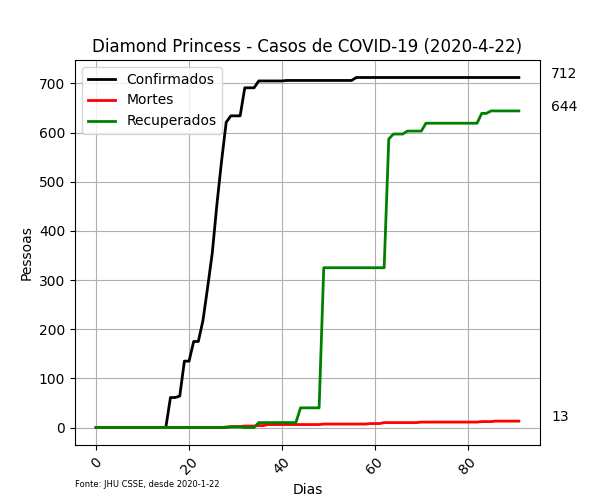 Diamond Princess - Casos de COVID-19 (2020-4-22)
Confirmados
Mortes
Recuperados
712
644
13
Pessoas
700
600
500
400
300
200
100
0
0
20
40
60
80
Dias
Fonte: JHU CSSE, desde 2020-1-22